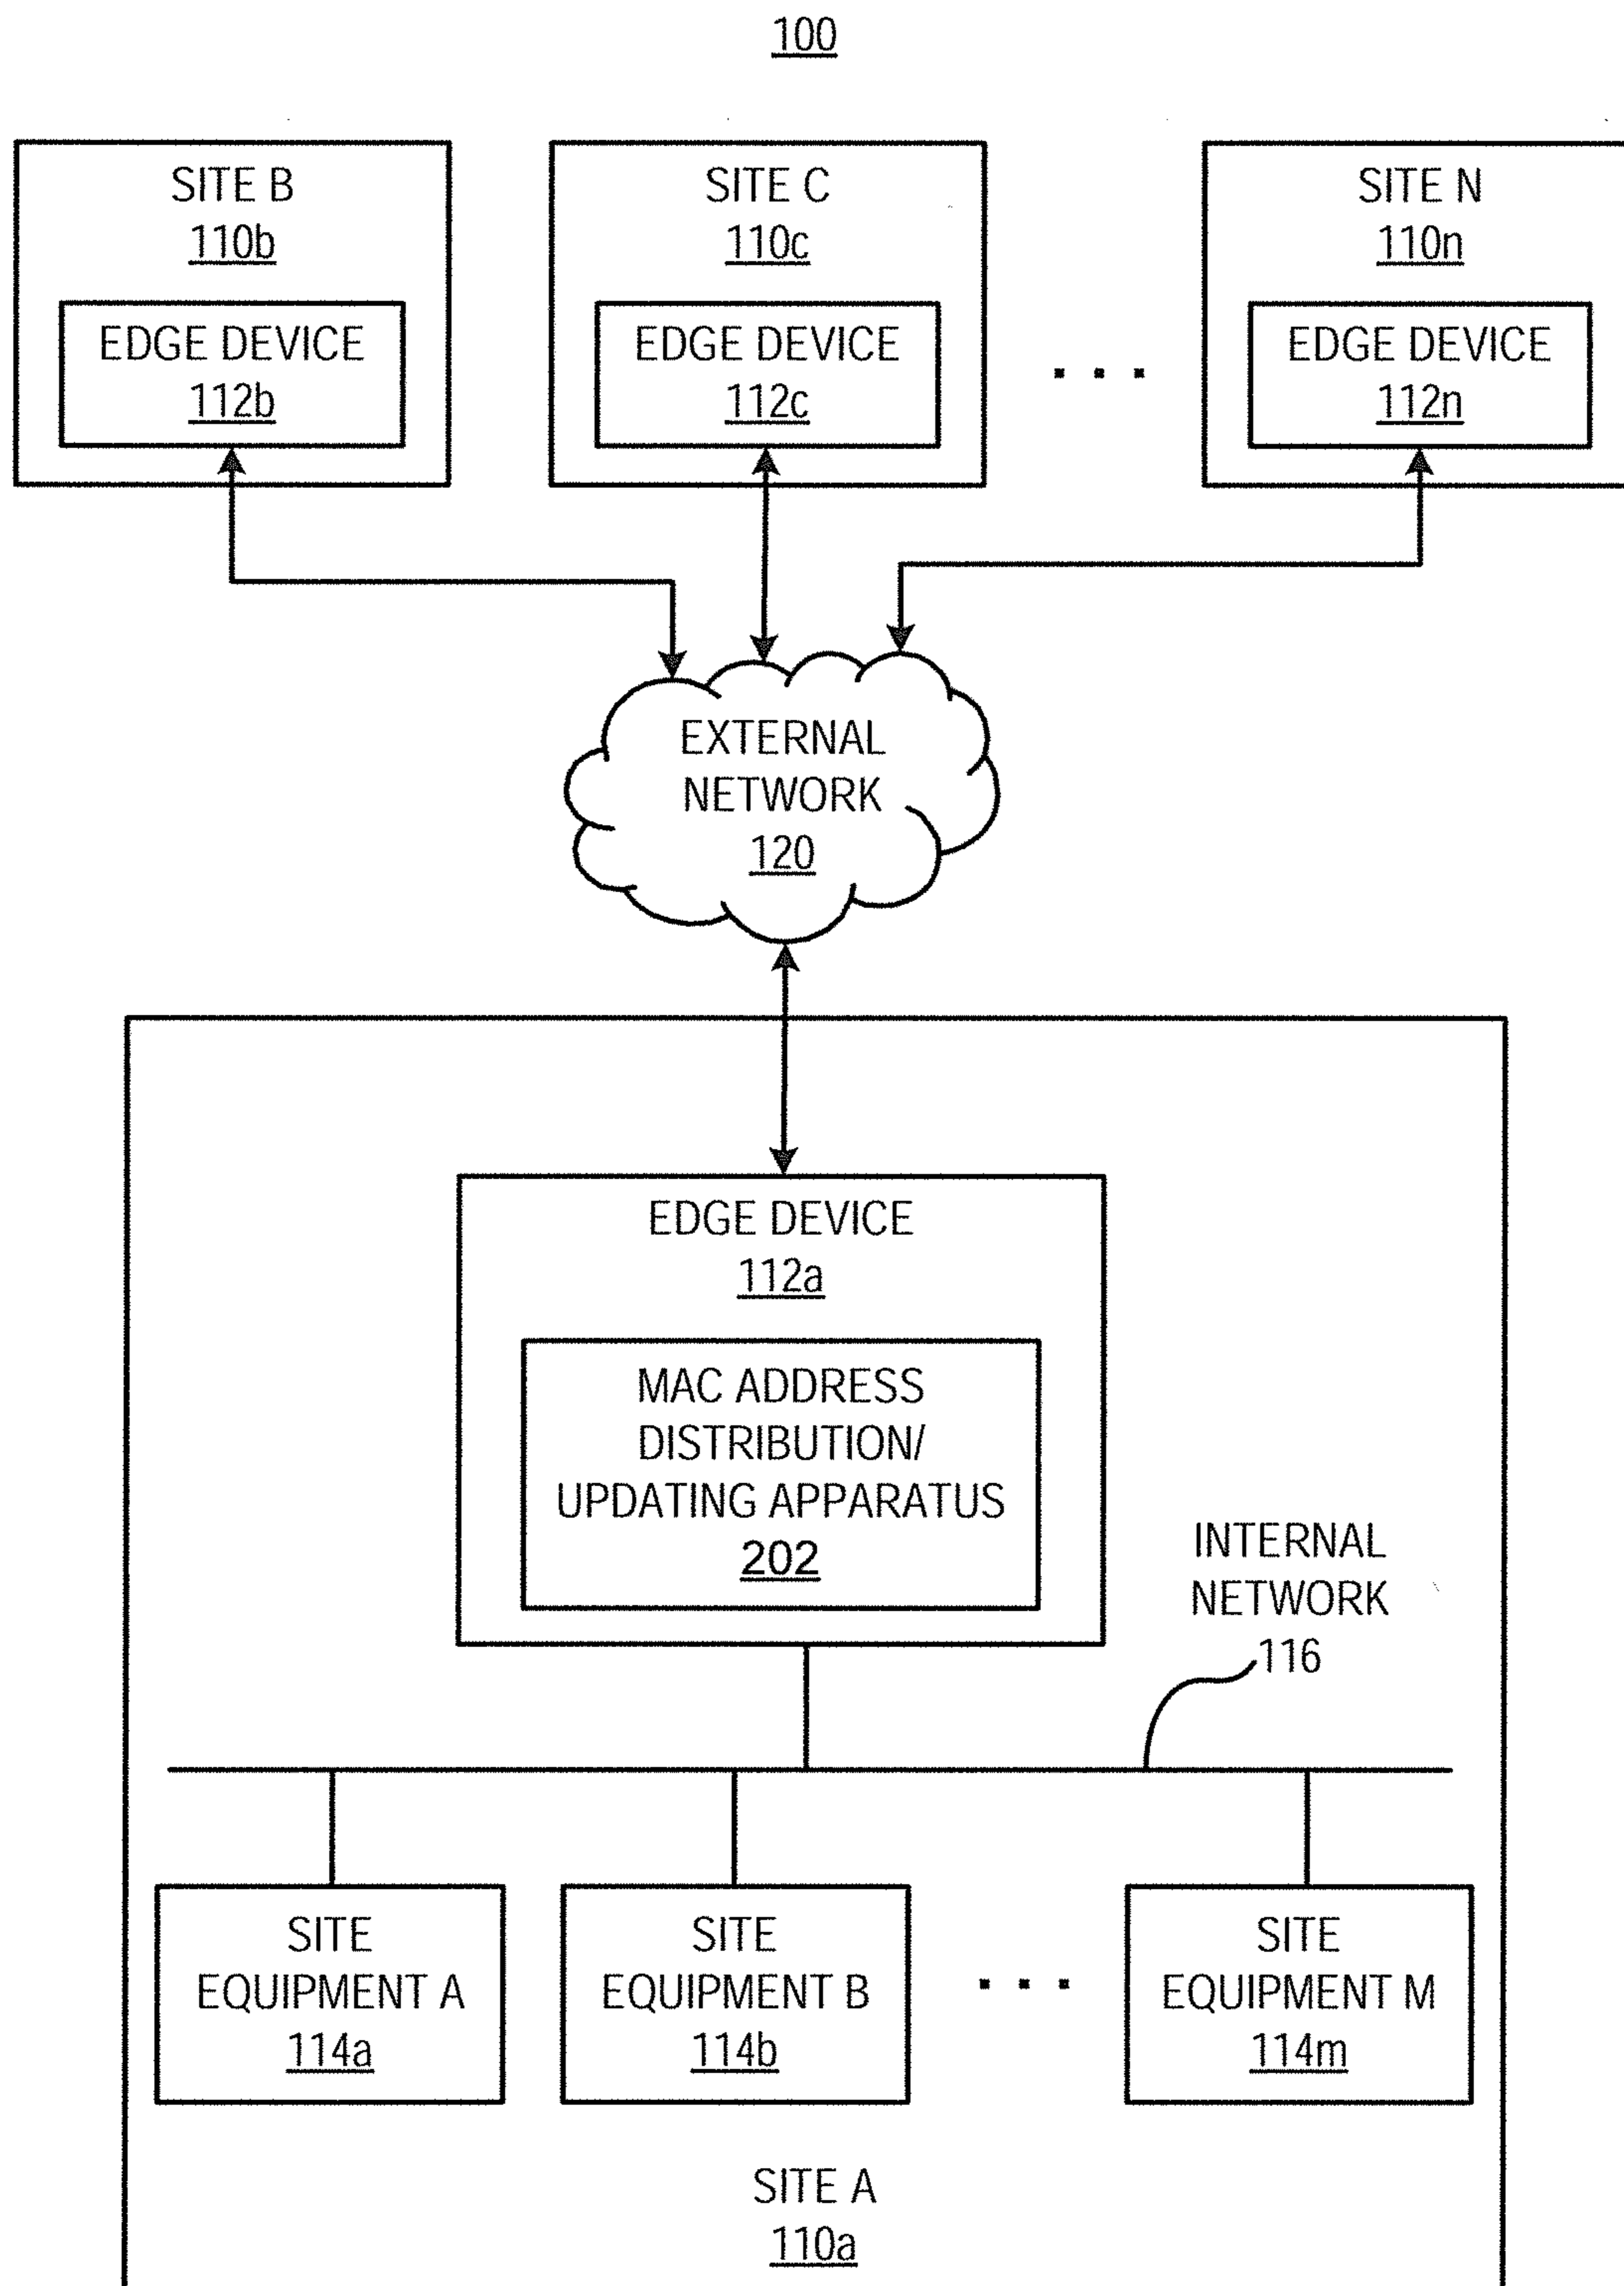 100
SITE B
110b
EDGE DEVICE
112b
SITE C
110c
EDGE DEVICE
112c
. . .
SITE N
110n
EDGE DEVICE
112n
EXTERNAL
NETWORK
120
EDGE DEVICE
112a
MAC ADDRESS
DISTRIBUTION/
UPDATING APPARATUS
202
INTERNAL
NETWORK
116
SITE
EQUIPMENT A
114a
SITE
EQUIPMENT B
114b
. . .
SITE
EQUIPMENT M
114m
SITE A
110a